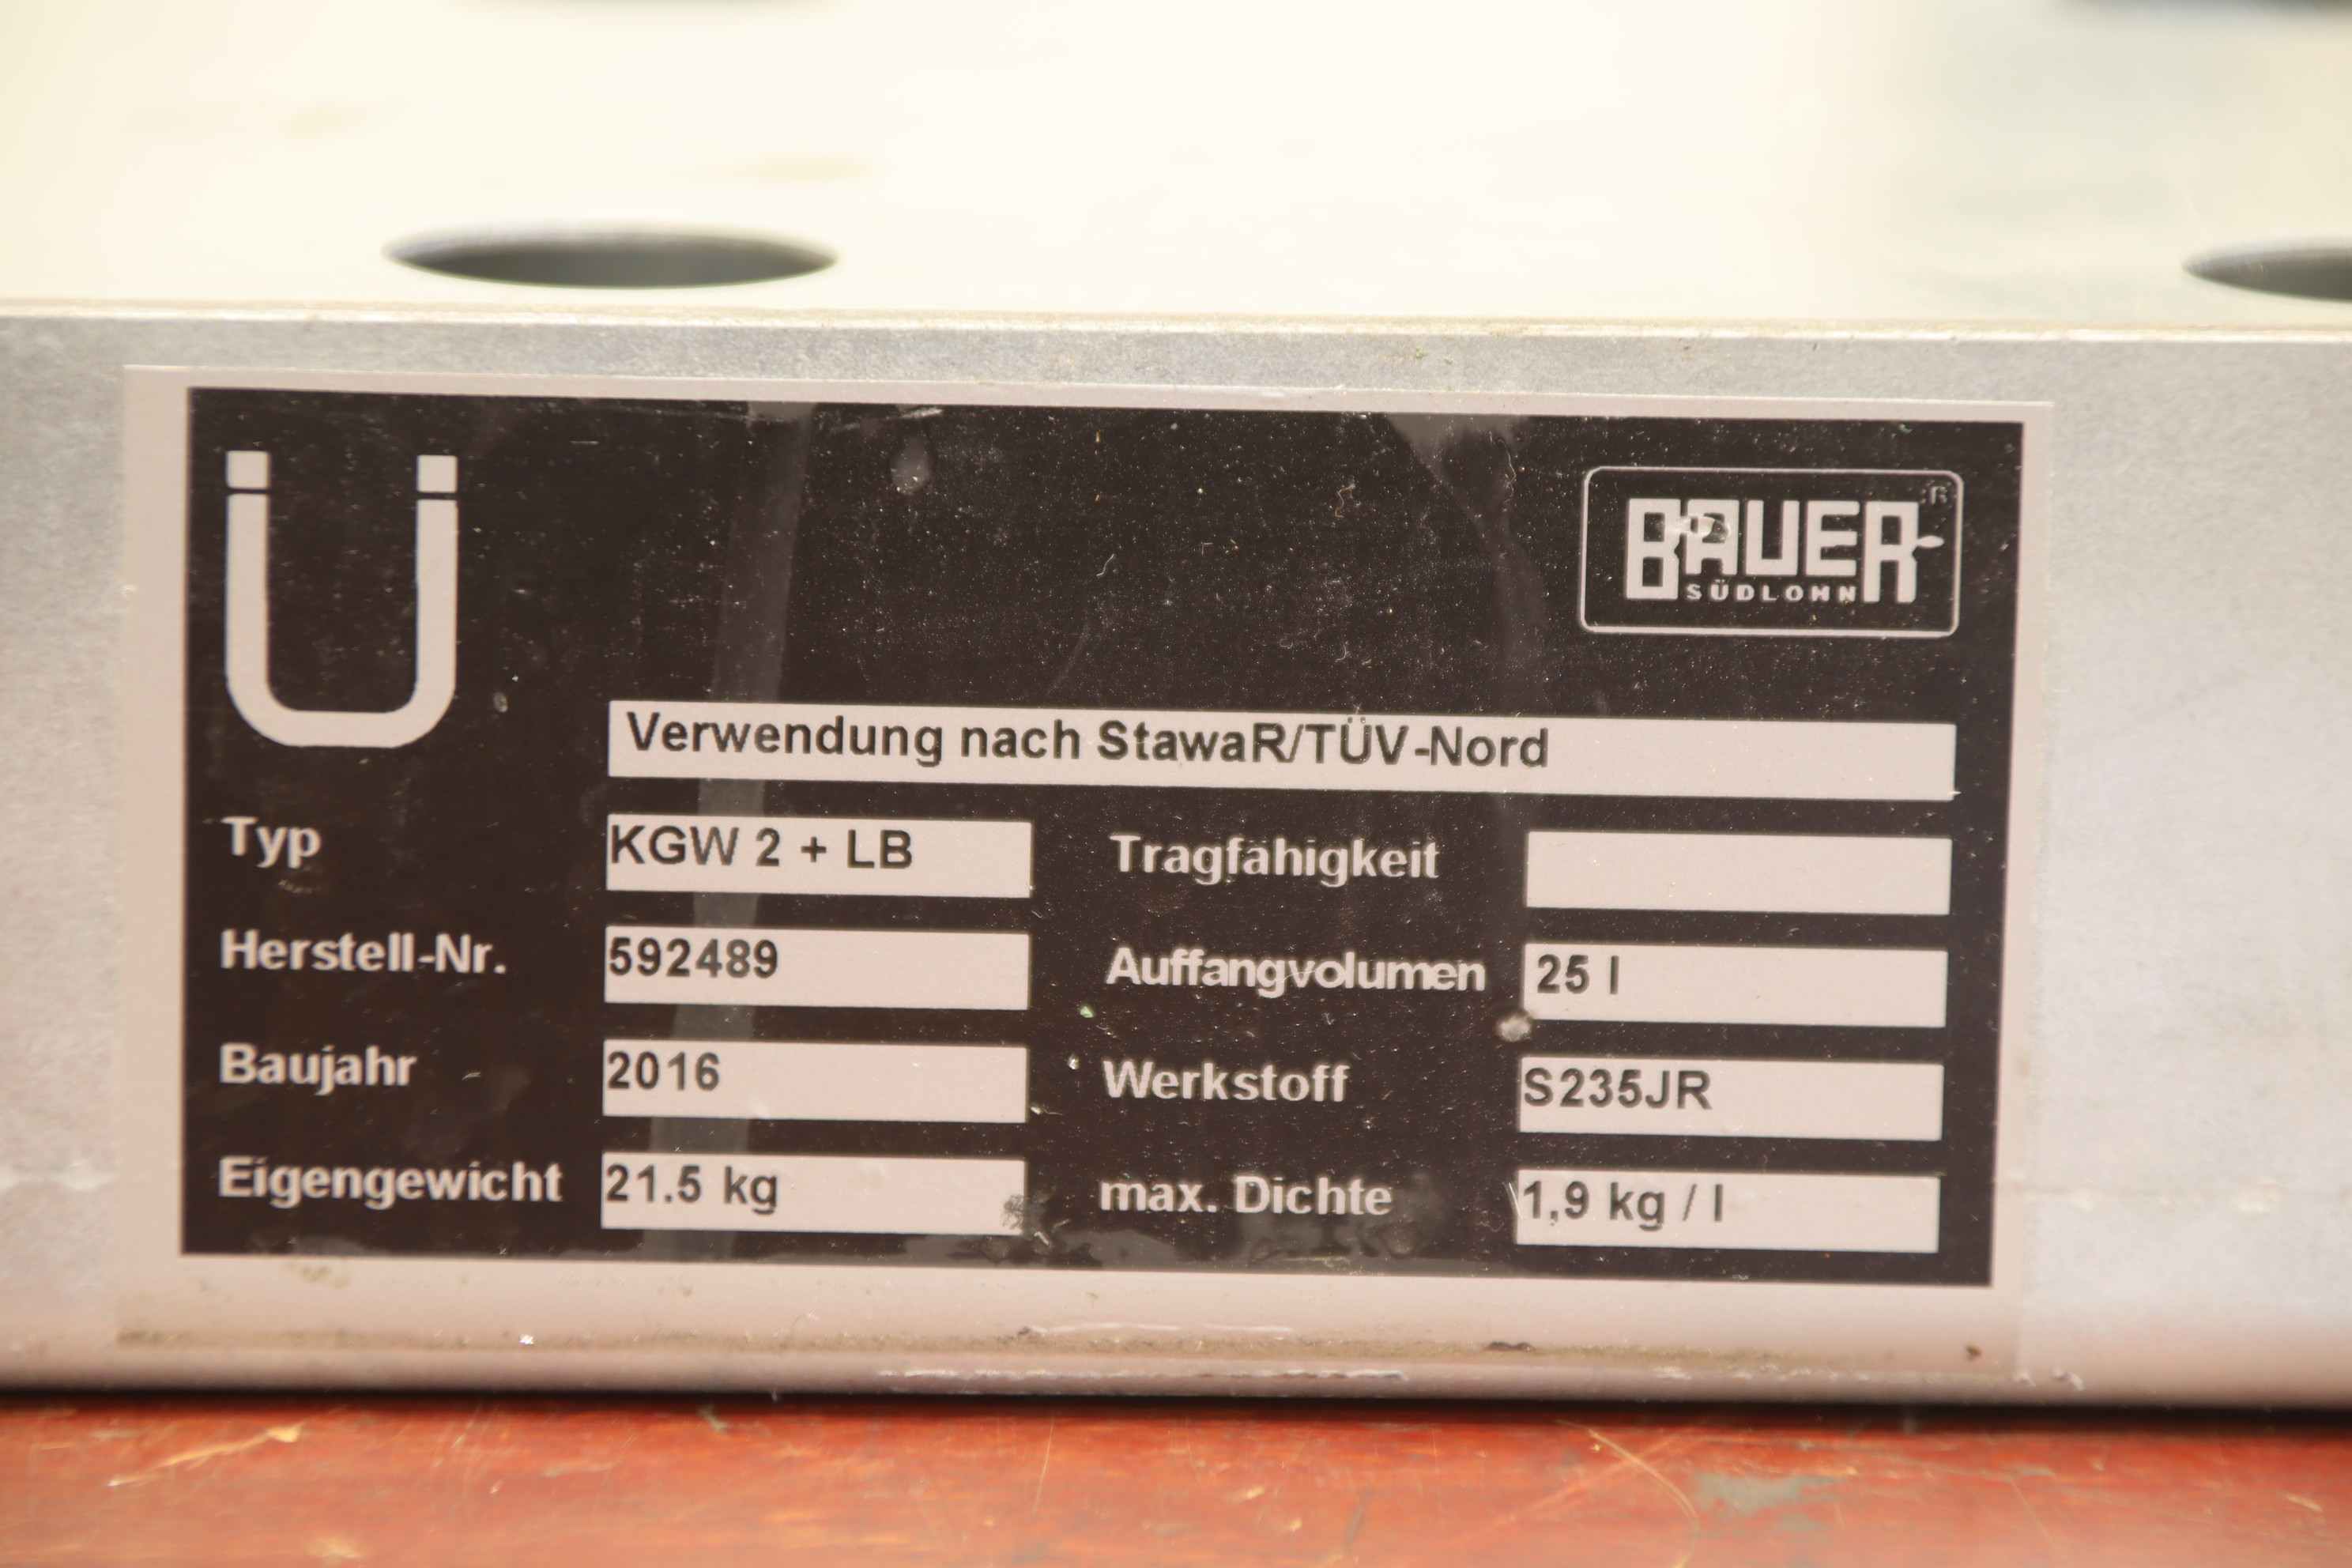 Ü
BAUER®
SÜDLOHN
Verwendung nach StawaR/TÜV-Nord
Typ KGW 2 + LB Tragfähigkeit
Herstell-Nr. 592489 Auffangvolumen 25 l
Baujahr 2016 Werkstoff S235JR
Eigengewicht 21.5 kg max. Dichte 1,9 kg / l